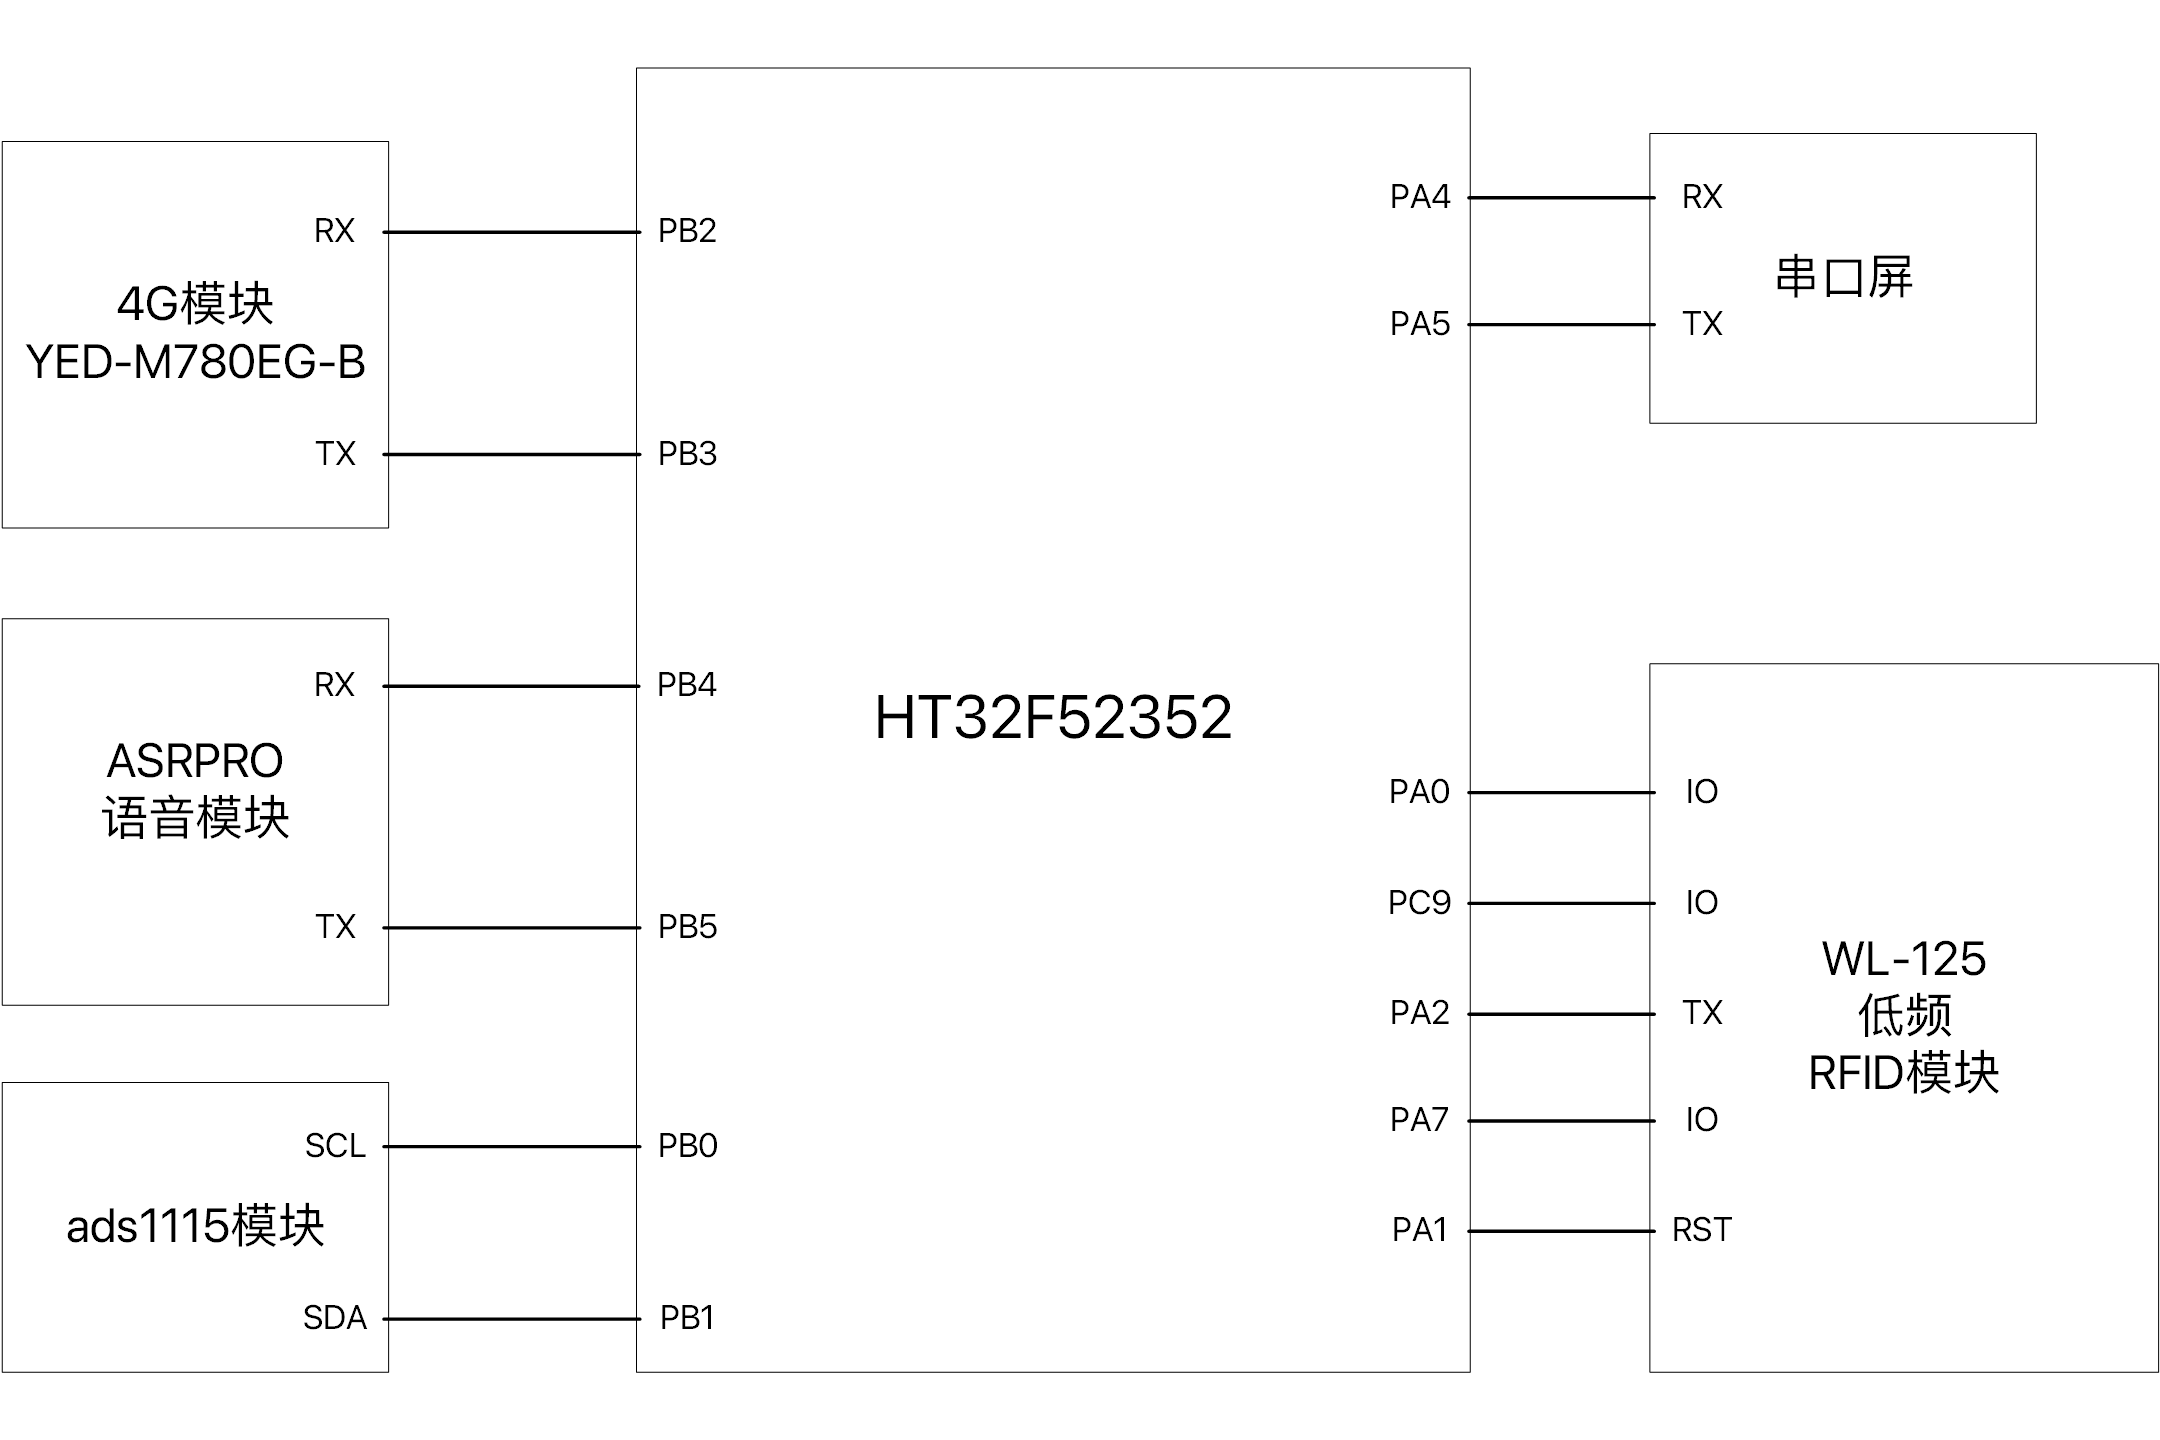 RX
4G模块
YED-M780EG-B
TX
RX
ASRPRO
语音模块
TX
SCL
ads1115模块
SDA
PB2
PB3
PB4
PB5
PB0
PB1
HT32F52352
PA4
PA5
PA0
PC9
PA2
PA7
PA1
RX
串口屏
TX
IO
IO
WL-125
TX
低频
RFID模块
IO
RST